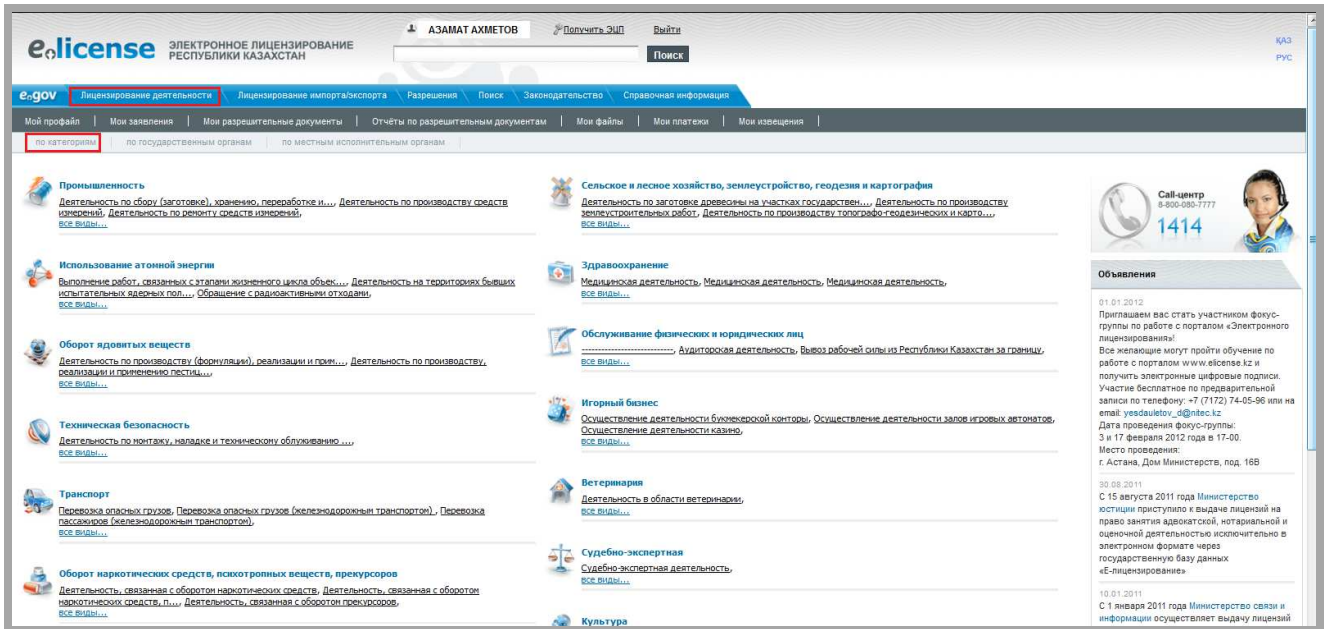 АЗАМАТ АХМЕТОВ
Получить ЭЦП
Выйти
e.license
ЭЛЕКТРОННОЕ ЛИЦЕНЗИРОВАНИЕ
РЕСПУБЛИКИ КАЗАХСТАН
Поиск
ҚАЗ
РУС
e.gov
Лицензирование деятельности
Лицензирование импорта/экспорта
Разрешения
Поиск
Законодательство
Справочная информация
Мой профайл | Мои заявления | Мои разрешительные документы | Отчёты по разрешительным документам | Мои файлы | Мои платежи | Мои извещения |
по категориям
по государственным органам
по местным исполнительным органам
Промышленность
Деятельность по сбору (заготовке), хранению, переработке и..., Деятельность по производству средств
измерений, Деятельность по ремонту средств измерений,
все виды...
Использование атомной энергии
Выполнение работ, связанных с этапами жизненного цикла объек..., Деятельность на территориях бывших
испытательных ядерных пол..., Обращение с радиоактивными отходами,
все виды...
Оборот ядовитых веществ
Деятельность по производству (формуляции), реализации и прим..., Деятельность по производству,
реализации и применению пестиц...,
все виды...
Техническая безопасность
Деятельность по монтажу, наладке и техническому обслуживанию ...,
все виды...
Транспорт
Перевозка опасных грузов, Перевозка опасных грузов (железнодорожным транспортом) , Перевозка
пассажиров (железнодорожным транспортом),
все виды...
Оборот наркотических средств, психотропных веществ, прекурсоров
Деятельность, связанная с оборотом наркотических средств, Деятельность, связанная с оборотом
наркотических средств, п..., Деятельность, связанная с оборотом прекурсоров,
все виды...
Сельское и лесное хозяйство, землеустройство, геодезия и картография
Деятельность по заготовке древесины на участках государствен..., Деятельность по производству
землеустроительных работ, Деятельность по производству топографо-геодезических и карто...,
все виды...
Здравоохранение
Медицинская деятельность, Медицинская деятельность, Медицинская деятельность,
все виды...
Обслуживание физических и юридических лиц
----------------------------, Аудиторская деятельность, Вывоз рабочей силы из Республики Казахстан за границу,
все виды...
Игорный бизнес
Осуществление деятельности букмекерской конторы, Осуществление деятельности залов игровых автоматов,
Осуществление деятельности казино,
все виды...
Ветеринария
Деятельность в области ветеринарии,
все виды...
Судебно-экспертная
Судебно-экспертная деятельность,
все виды...
Культура
Call-центр
8-800-080-7777
1414
Объявления
01.01.2012
Приглашаем вас стать участником фокус-
группы по работе с порталом «Электронного
лицензирования»!
Все желающие могут пройти обучение по
работе с порталом www.elicense.kz и
получить электронные цифровые подписи.
Участие бесплатное по предварительной
записи по телефону: +7 (7172) 74-05-96 или на
email: yesdauletov_d@nitec.kz
Дата проведения фокус-группы:
3 и 17 февраля 2012 года в 17-00.
Место проведения:
г. Астана, Дом Министерств, под. 16В
30.08.2011
С 15 августа 2011 года Министерство
юстиции приступило к выдаче лицензий на
право занятия адвокатской, нотариальной и
оценочной деятельностью исключительно в
электронном формате через
государственную базу данных
«Е-лицензирование»
10.01.2011
С 1 января 2011 года Министерство связи и
информации осуществляет выдачу лицензий